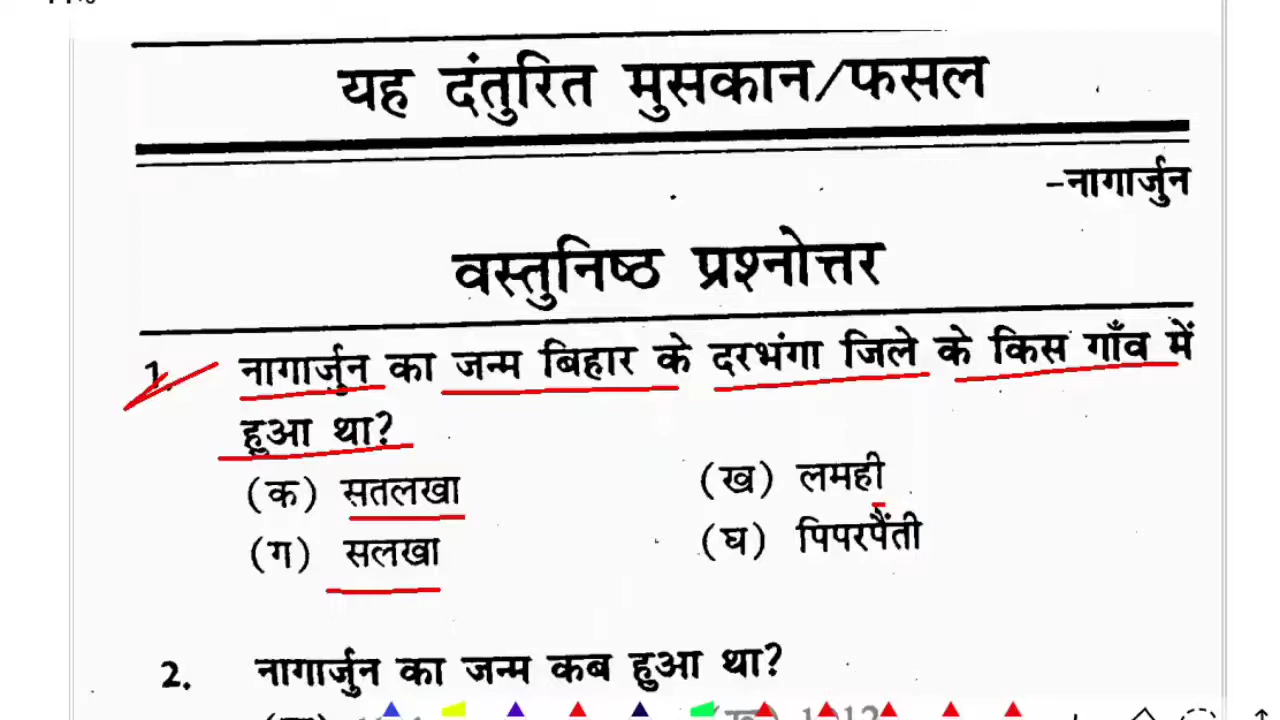 यह दंतुरित मुसकान/फसल
-नागार्जुन
वस्तुनिष्ठ प्रश्नोत्तर
1. नागार्जुन का जन्म बिहार के दरभंगा जिले के किस गाँव में
हुआ था?
(क) सतलखा (ख) लमही
(ग) सलखा (घ) पिपरपैंती
2. नागार्जुन का जन्म कब हुआ था?